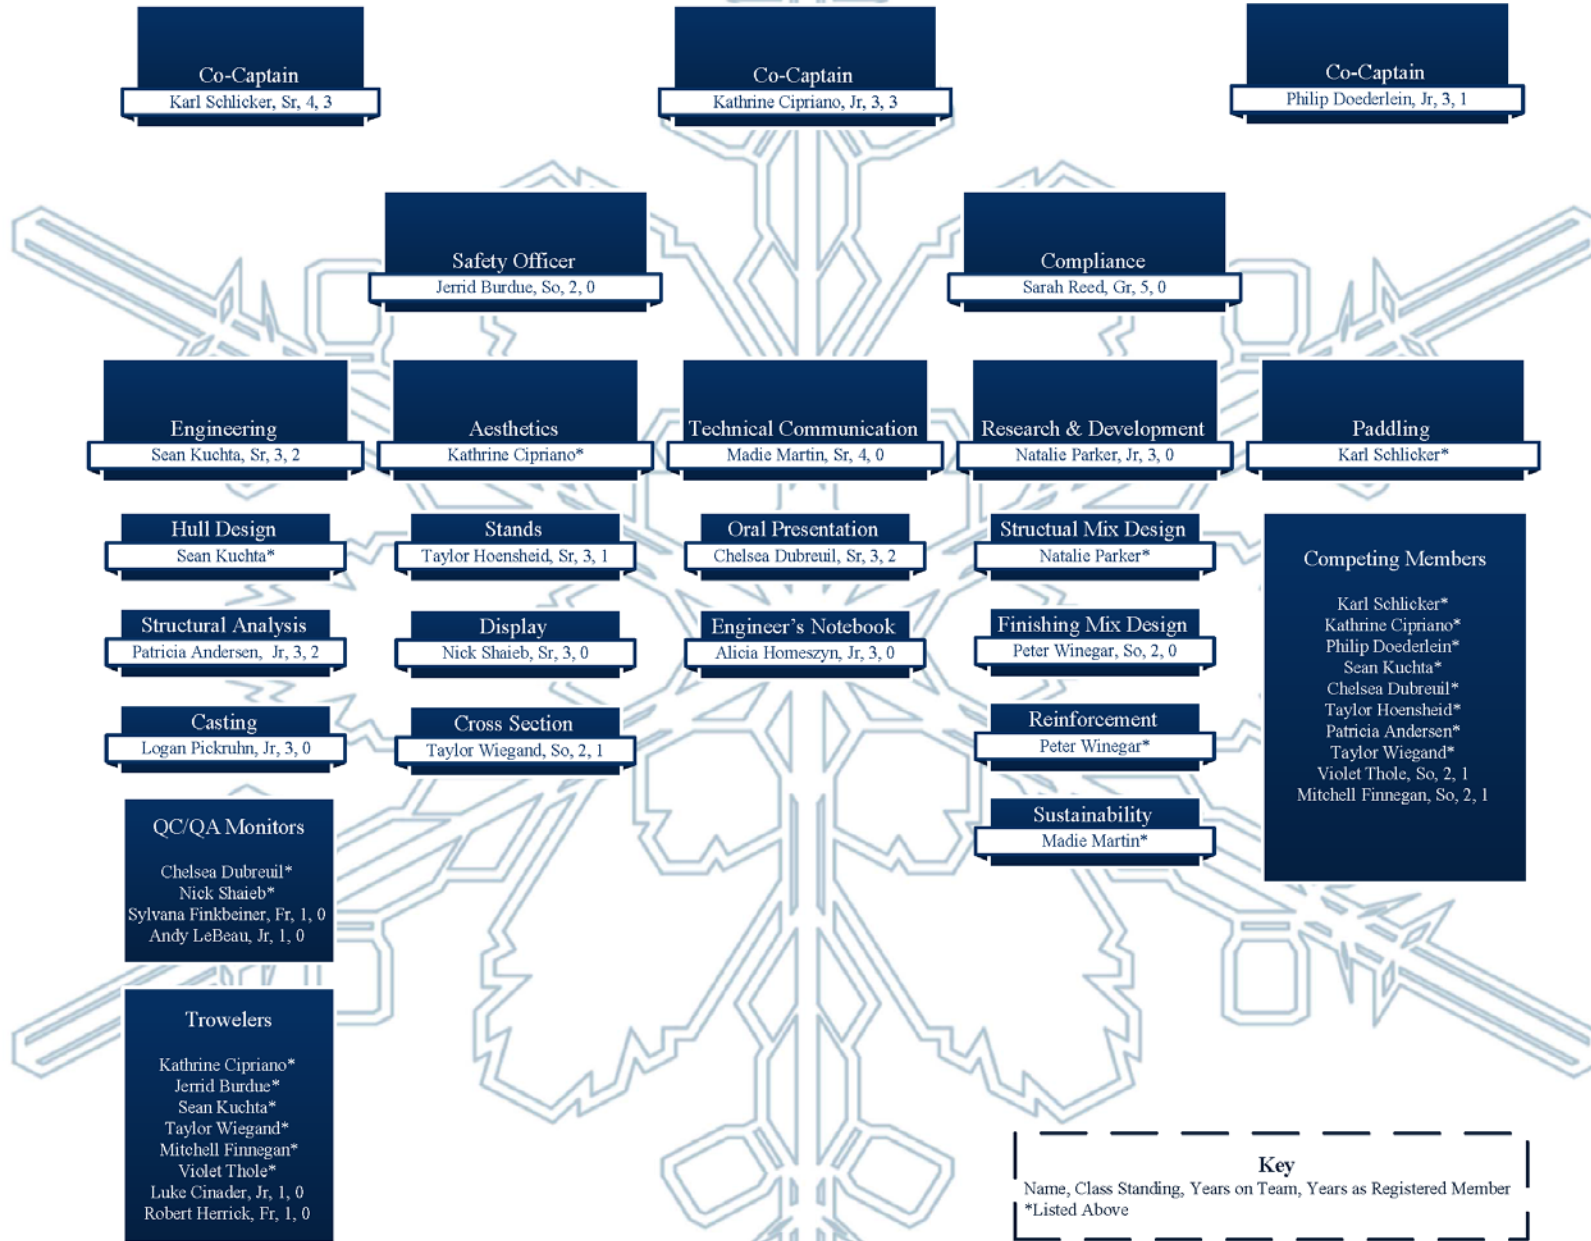 Co-Captain
Karl Schlicker, Sr, 4, 3
Co-Captain
Kathrine Cipriano, Jr, 3, 3
Co-Captain
Philip Doederlein, Jr, 3, 1
Safety Officer
Jerrid Burdue, So, 2, 0
Compliance
Sarah Reed, Gr, 5, 0
Engineering
Sean Kuchta, Sr, 3, 2
Hull Design
Sean Kuchta*
Structural Analysis
Patricia Andersen, Jr, 3, 2
Casting
Logan Pickruhn, Jr, 3, 0
QC/QA Monitors
Chelsea Dubreuil*
Nick Shaieb*
Sylvana Finkbeiner, Fr, 1, 0
Andy LeBeau, Jr, 1, 0
Trowelers
Kathrine Cipriano*
Jerrid Burdue*
Sean Kuchta*
Taylor Wiegand*
Mitchell Finnegan*
Violet Thole*
Luke Cinader, Jr, 1, 0
Robert Herrick, Fr, 1, 0
Aesthetics
Kathrine Cipriano*
Stands
Taylor Hoensheid, Sr, 3, 1
Display
Nick Shaieb, Sr, 3, 0
Cross Section
Taylor Wiegand, So, 2, 1
Technical Communication
Madie Martin, Sr, 4, 0
Oral Presentation
Chelsea Dubreuil, Sr, 3, 2
Engineer's Notebook
Alicia Homeszyn, Jr, 3, 0
Research & Development
Natalie Parker, Jr, 3, 0
Structual Mix Design
Natalie Parker*
Finishing Mix Design
Peter Winegar, So, 2, 0
Reinforcement
Peter Winegar*
Sustainability
Madie Martin*
Paddling
Karl Schlicker*
Competing Members
Karl Schlicker*
Kathrine Cipriano*
Philip Doederlein*
Sean Kuchta*
Chelsea Dubreuil*
Taylor Hoensheid*
Patricia Andersen*
Taylor Wiegand*
Violet Thole, So, 2, 1
Mitchell Finnegan, So, 2, 1
Key
Name, Class Standing, Years on Team, Years as Registered Member
*Listed Above